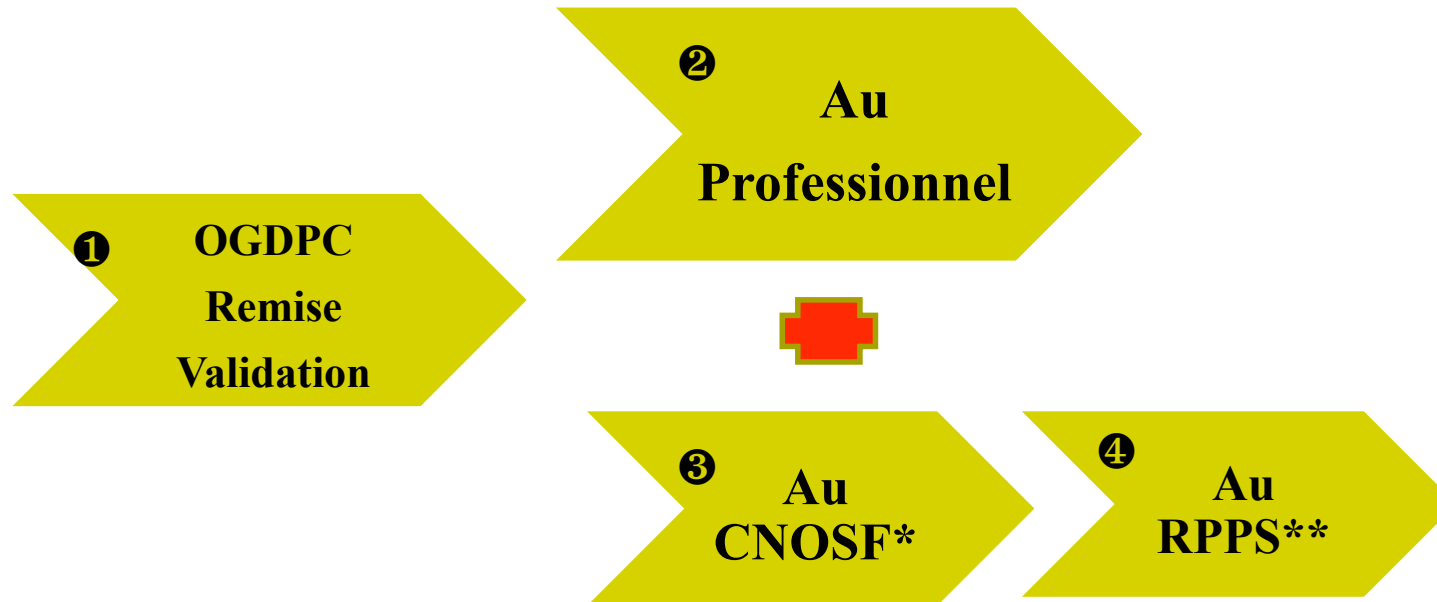 ❶ OGDPC
Remise
Validation
❷ Au
Professionnel
❸ Au
CNOSF*
❹ Au
RPPS**